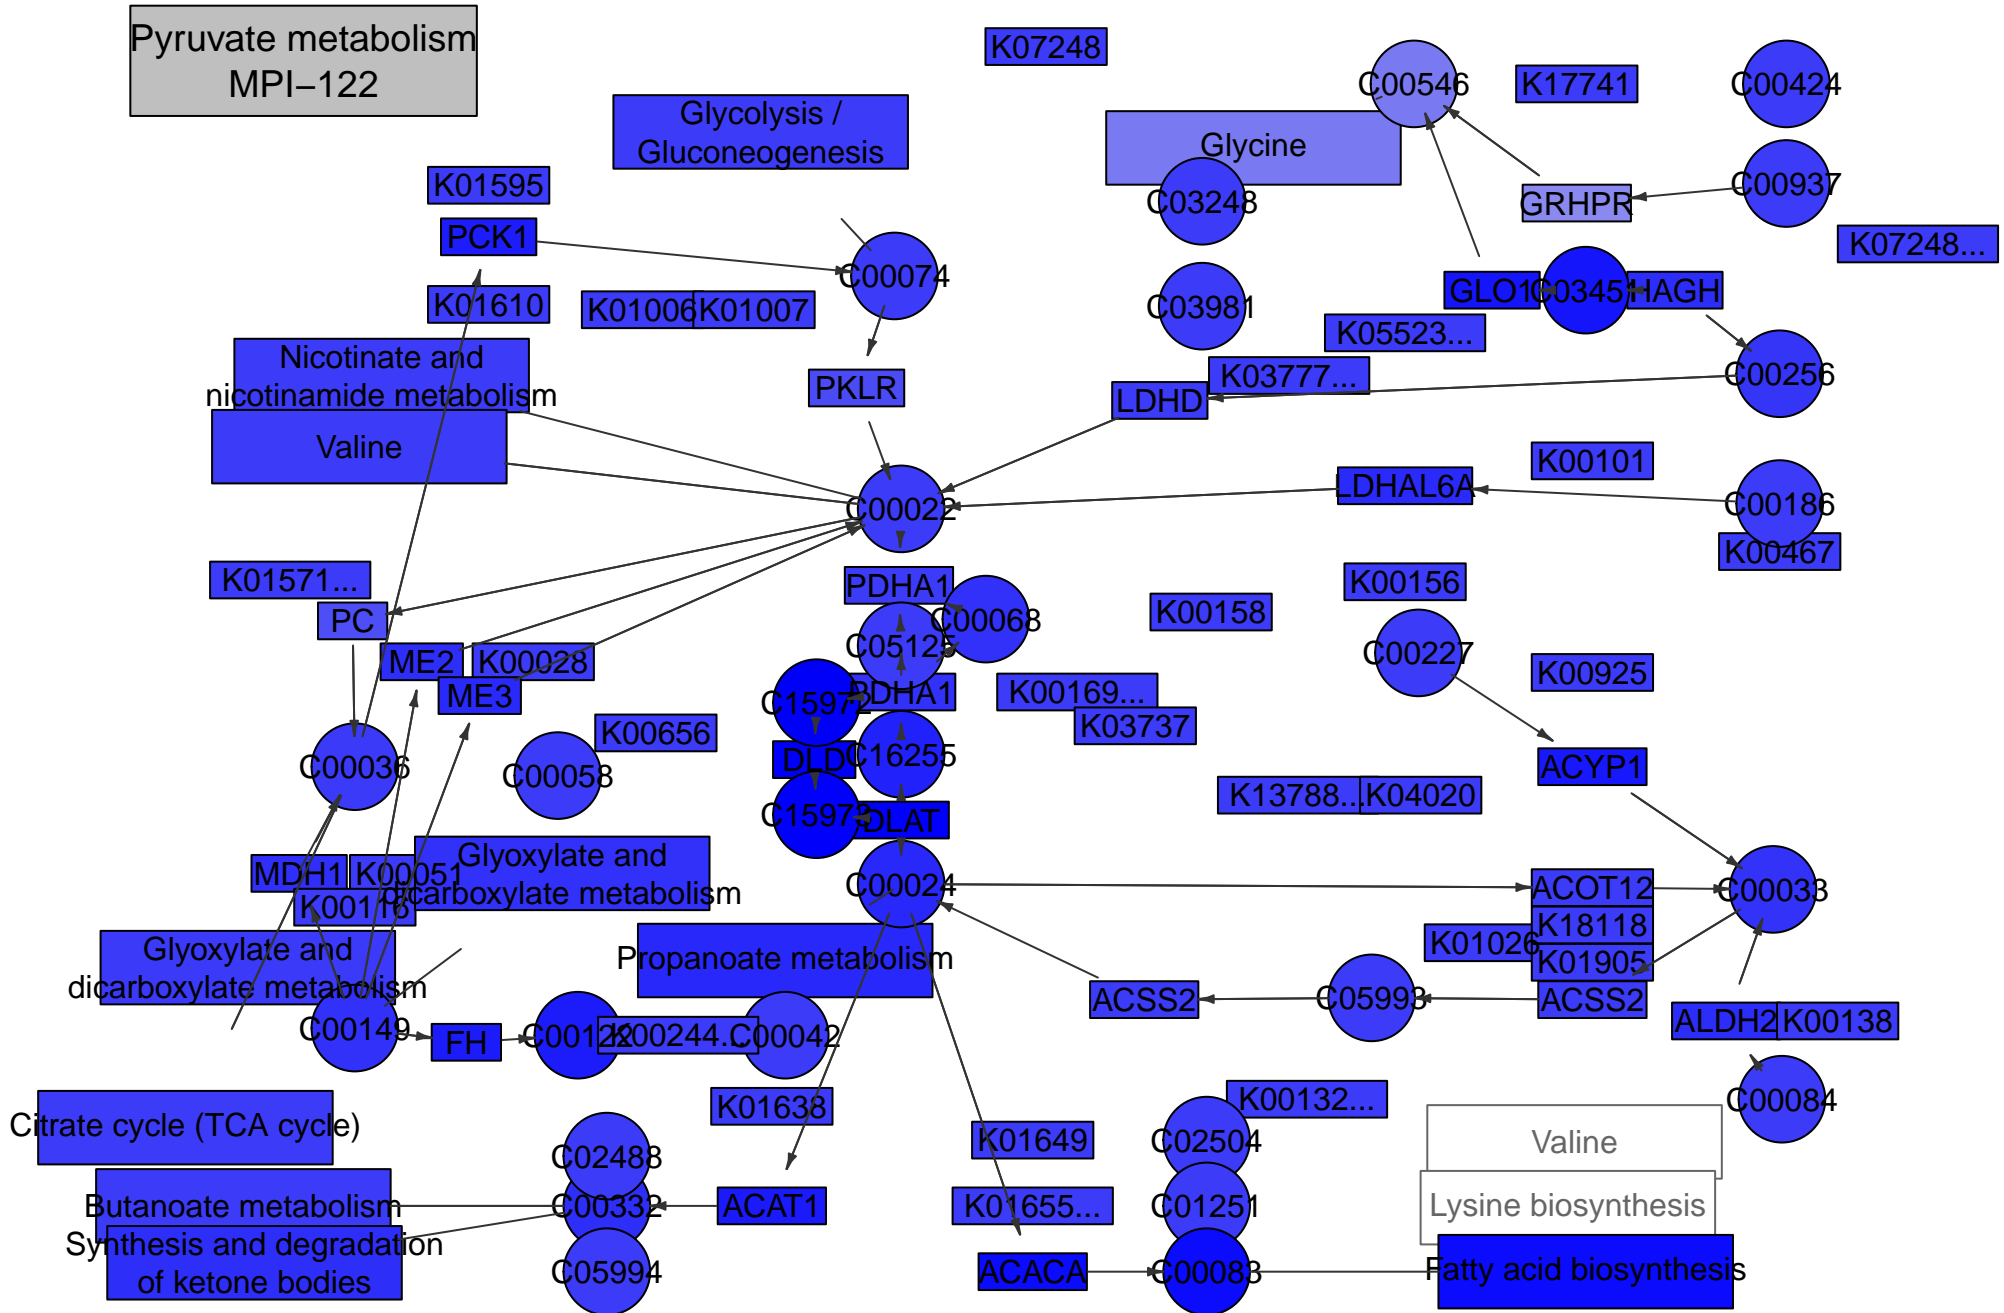 Pyruvate metabolism
MPI−122
K07248
C00546
K17741
C00424
Glycolysis /
Gluconeogenesis
Glycine
K01595
C03248
GRHPR
C00937
PCK1
K07248...
C00074
K01610
K01006
K01007
C03981
GLO1
C03451
HAGH
K05523...
Nicotinate and
nicotinamide metabolism
PKLR
K03777...
LDHD
C00256
Valine
K00101
LDHAL6A
C00022
C00186
K00467
K01571...
PDHA1
K00156
PC
C00068
K00158
C05125
C00227
ME2
K00028
K00925
ME3
C15972
PDHA1
K00169...
K03737
K00656
C00036
C00058
DLD
C16255
ACYP1
K13788...
K04020
C15973
DLAT
MDH1
K00051
Glyoxylate and
dicarboxylate metabolism
C00024
ACOT12
C00033
K00116
K18118
K01026
Glyoxylate and
dicarboxylate metabolism
Propanoate metabolism
K01905
ACSS2
C05993
ACSS2
C00149
FH
C00122
K00244...
C00042
ALDH2
K00138
K01638
K00132...
C00084
Citrate cycle (TCA cycle)
C02488
K01649
C02504
Valine
Butanoate metabolism
C00332
ACAT1
K01655...
C01251
Lysine biosynthesis
Synthesis and degradation
of ketone bodies
C05994
ACACA
C00083
Fatty acid biosynthesis